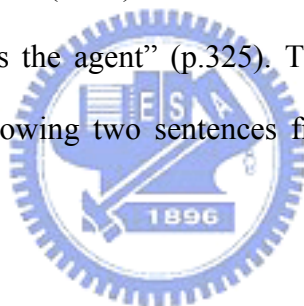 s the agent” (p.325). T
owing two sentences f
E S A
1896